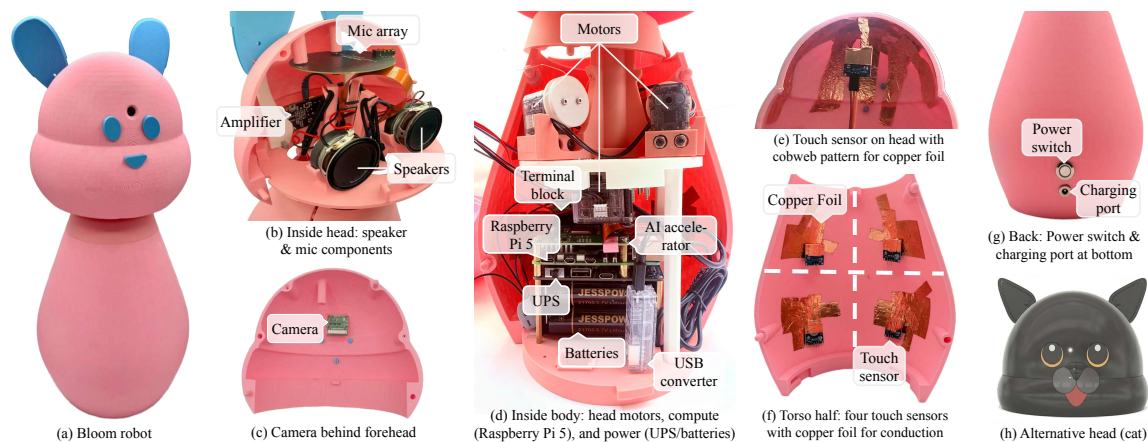 Mic array
Amplifier
Speakers
(b) Inside head: speaker
& mic components
Camera
(c) Camera behind forehead
(a) Bloom robot
Motors
Terminal
block
Raspberry
Pi 5
AI accele-
rator
UPS
JESSPOW
JESSPOWE
Batteries
USB
converter
(d) Inside body: head motors, compute
(Raspberry Pi 5), and power (UPS/batteries)
(e) Touch sensor on head with
cobweb pattern for copper foil
Copper Foil
Touch
sensor
(f) Torso half: four touch sensors
with copper foil for conduction
Power
switch
Charging
port
(g) Back: Power switch &
charging port at bottom
(h) Alternative head (cat)